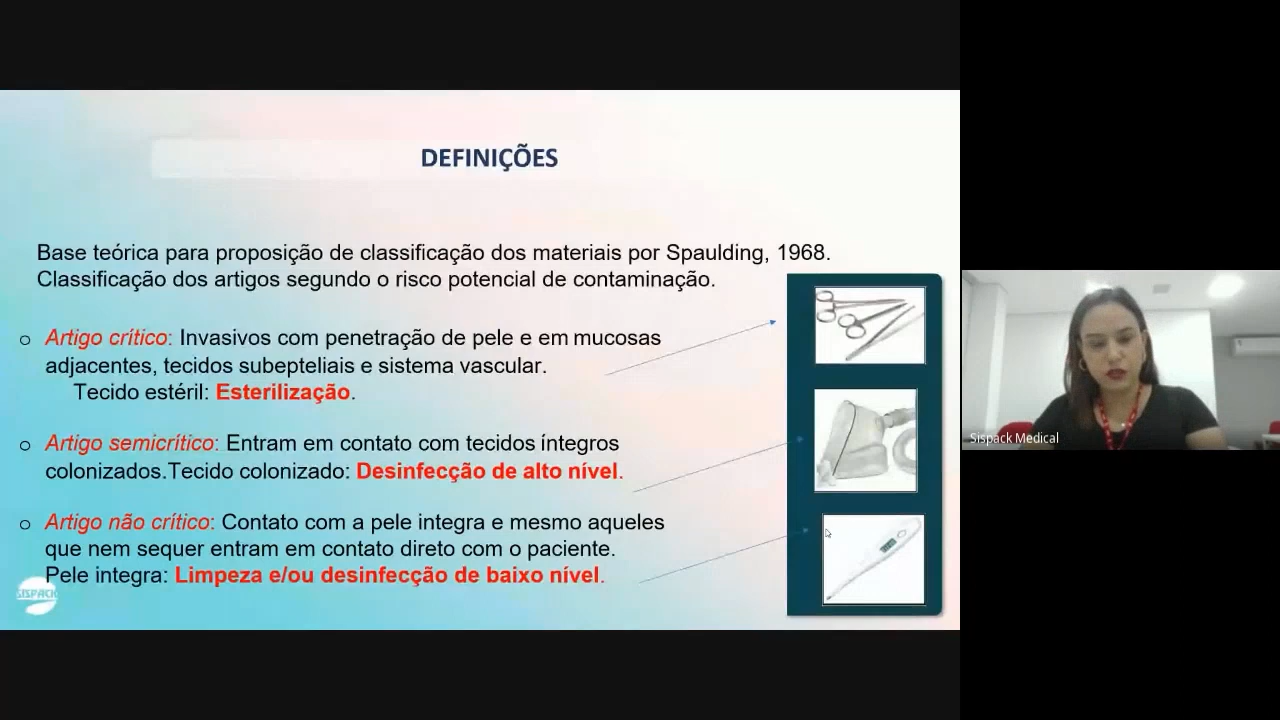 DEFINIÇÕES
Base teórica para proposição de classificação dos materiais por Spaulding, 1968.
Classificação dos artigos segundo o risco potencial de contaminação.
o Artigo crítico: Invasivos com penetração de pele e em mucosas
adjacentes, tecidos subepteliais e sistema vascular.
Tecido estéril: Esterilização.
o Artigo semicrítico: Entram em contato com tecidos íntegros
colonizados.Tecido colonizado: Desinfecção de alto nível.
o Artigo não crítico: Contato com a pele integra e mesmo aqueles
que nem sequer entram em contato direto com o paciente.
Pele integra: Limpeza e/ou desinfecção de baixo nível.
SISPACK
Sispack Medical